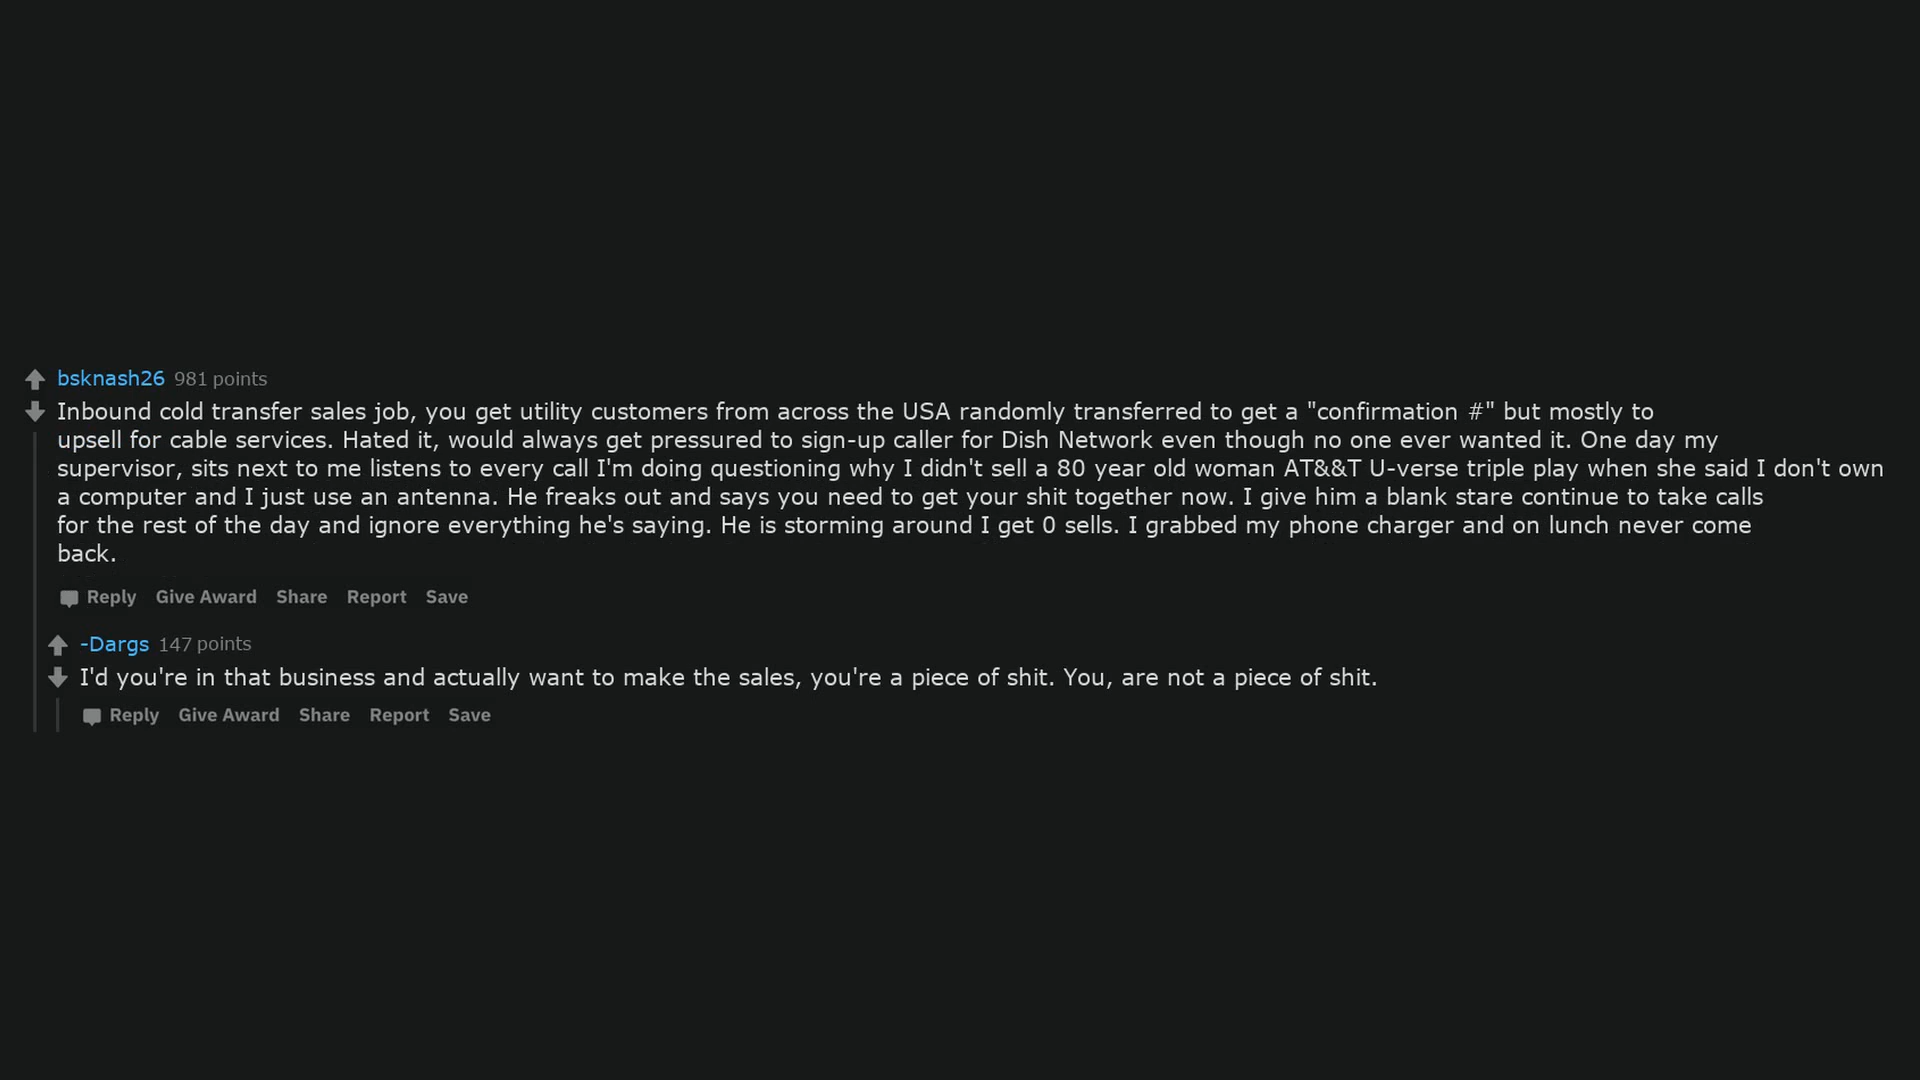 bsknash26 981 points
Inbound cold transfer sales job, you get utility customers from across the USA randomly transferred to get a "confirmation #" but mostly to
upsell for cable services. Hated it, would always get pressured to sign-up caller for Dish Network even though no one ever wanted it. One day my
supervisor, sits next to me listens to every call I'm doing questioning why I didn't sell a 80 year old woman AT&&T U-verse triple play when she said I don't own
a computer and I just use an antenna. He freaks out and says you need to get your shit together now. I give him a blank stare continue to take calls
for the rest of the day and ignore everything he's saying. He is storming around I get 0 sells. I grabbed my phone charger and on lunch never come
back.
Reply Give Award Share Report Save
-Dargs 147 points
I'd you're in that business and actually want to make the sales, you're a piece of shit. You, are not a piece of shit.
Reply Give Award Share Report Save